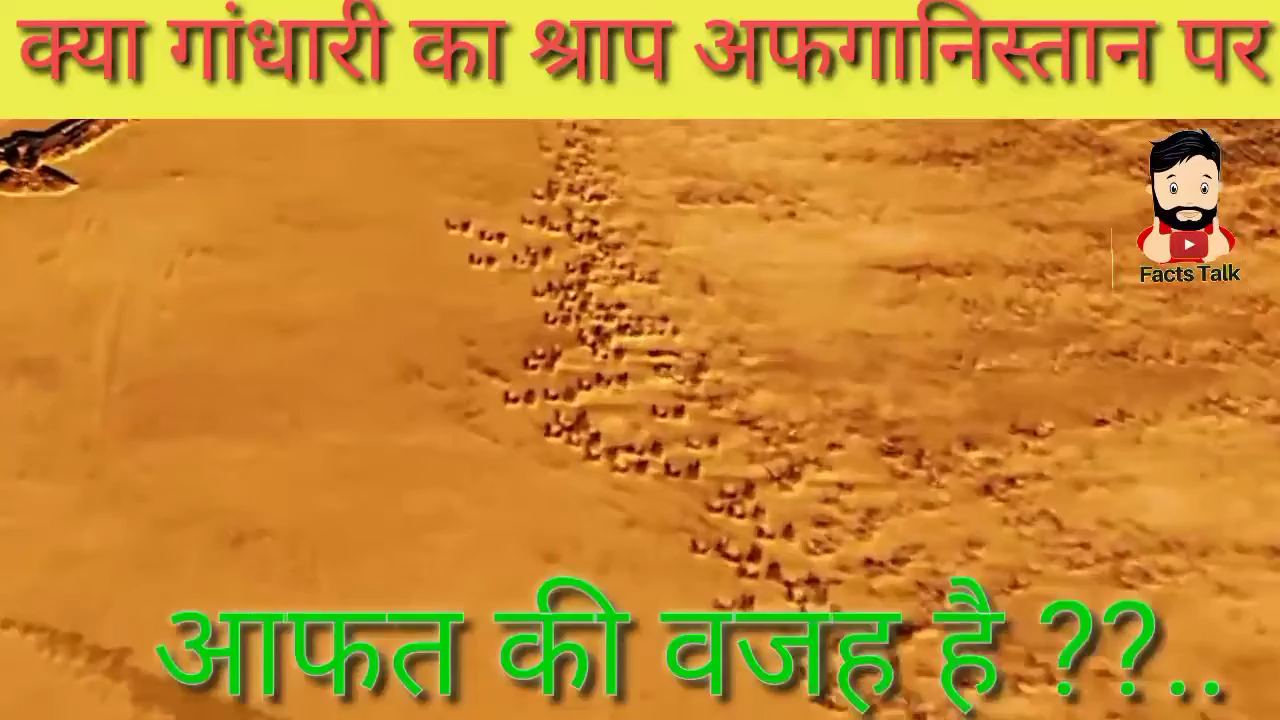 क्या गांधारी का श्राप अफगानिस्तान पर
Facts Talk
आफत की वजह है ??..